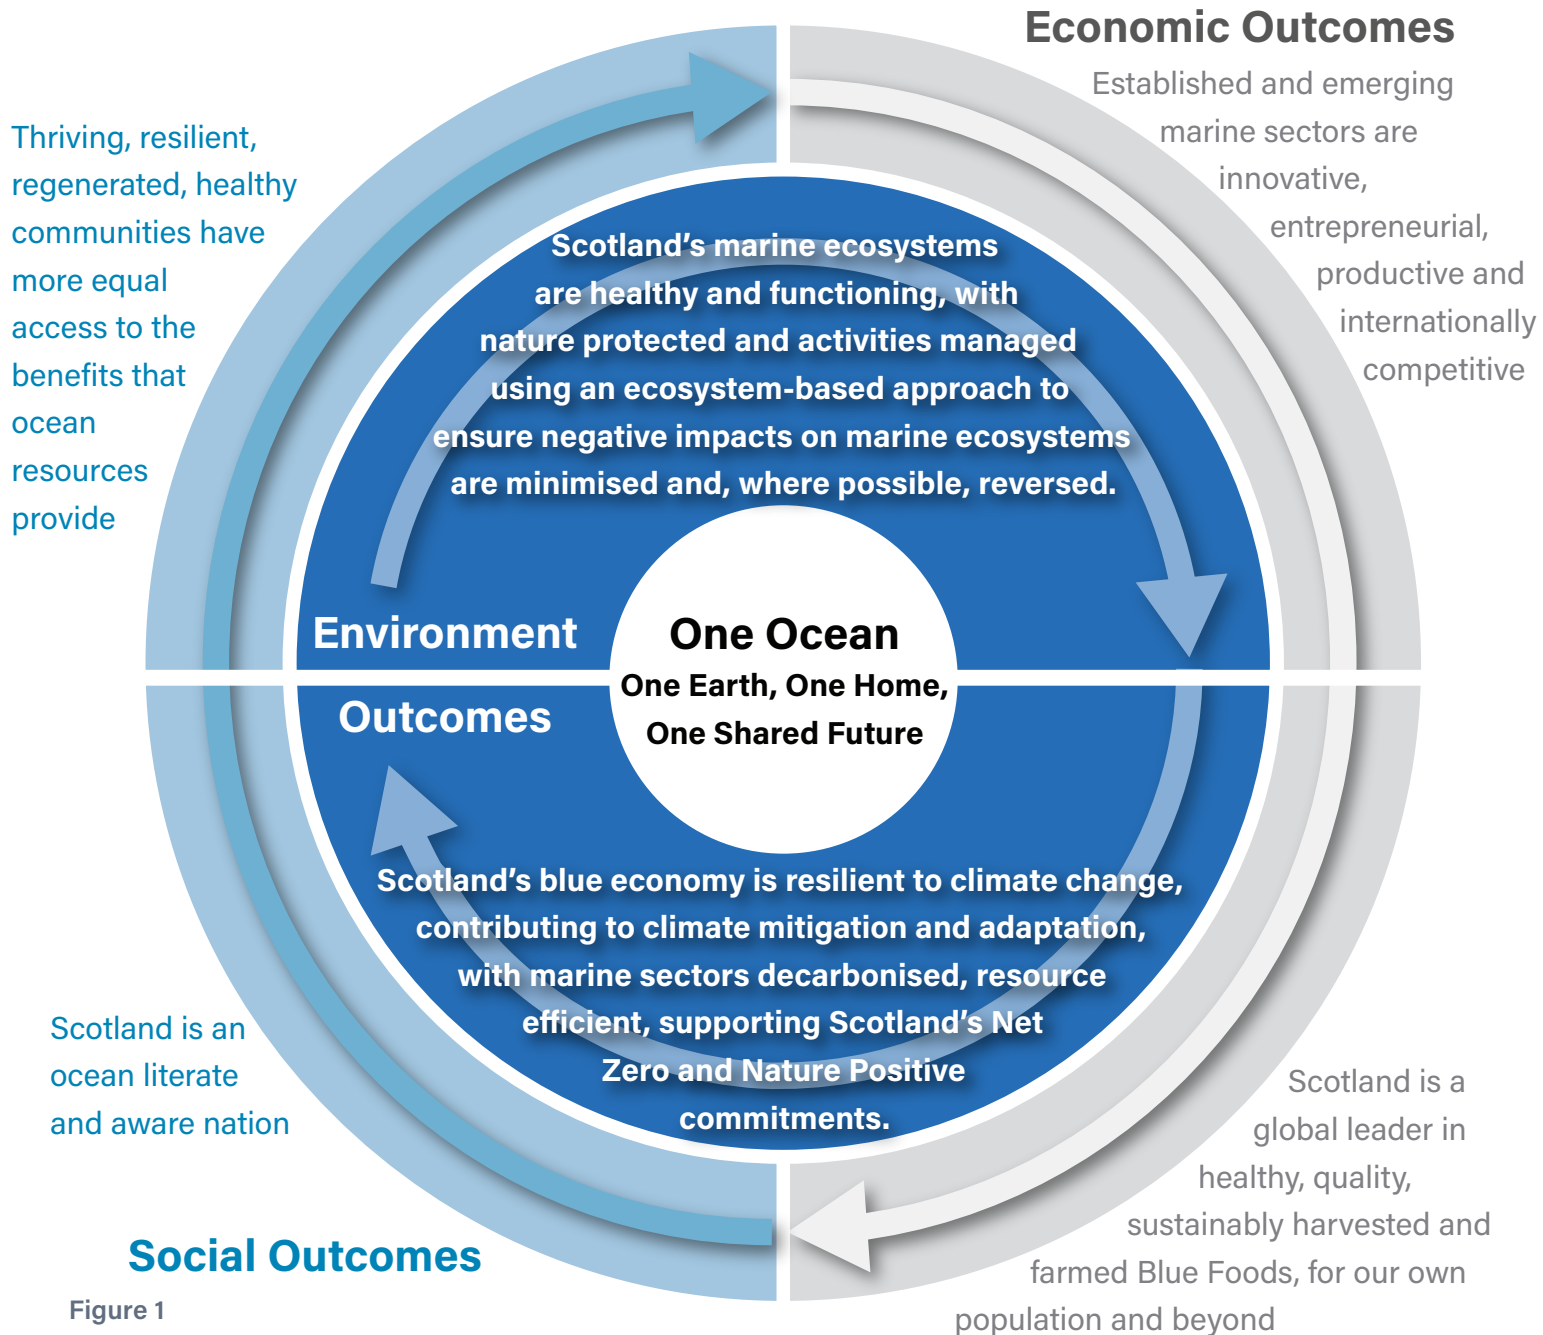 Economic Outcomes
Established and emerging
marine sectors are
innovative,
entrepreneurial,
productive and
internationally
competitive
Thriving, resilient,
regenerated, healthy
communities have
more equal
access to the
benefits that
ocean
resources
provide
Scotland’s marine ecosystems
are healthy and functioning, with
nature protected and activities managed
using an ecosystem-based approach to
ensure negative impacts on marine ecosystems
are minimised and, where possible, reversed.
Environment
Outcomes
One Ocean
One Earth, One Home,
One Shared Future
Scotland’s blue economy is resilient to climate change,
contributing to climate mitigation and adaptation,
with marine sectors decarbonised, resource
efficient, supporting Scotland’s Net
Zero and Nature Positive
commitments.
Scotland is an
ocean literate
and aware nation
Social Outcomes
Scotland is a
global leader in
healthy, quality,
sustainably harvested and
farmed Blue Foods, for our own
population and beyond
Figure 1